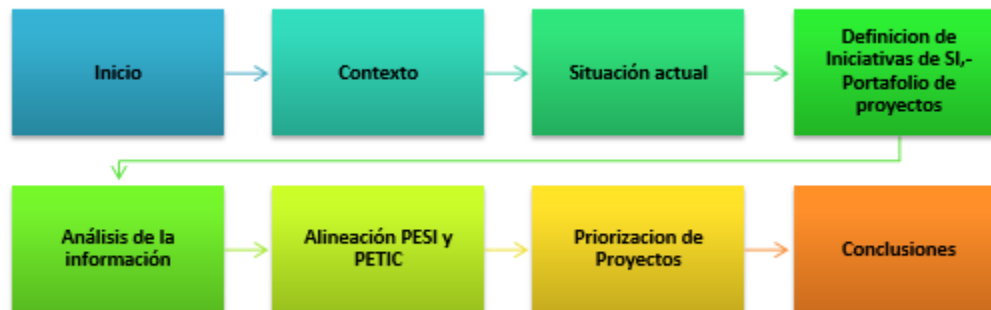 Inicio
Contexto
Situación actual
Definicion de
Iniciativas de SI,-
Portafolio de
proyectos
Análisis de la
información
Alineación PESI y
PETIC
Priorizacion de
Proyectos
Conclusiones